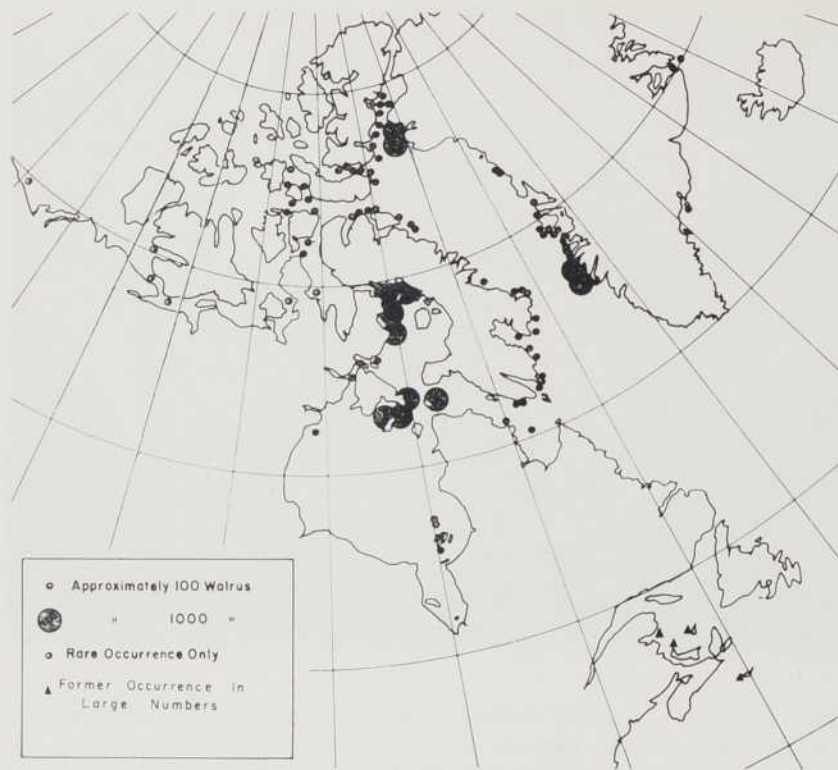 Approximately 100 Walrus
" 1000 "
Rare Occurrence Only
Former Occurrence in
Large Numbers